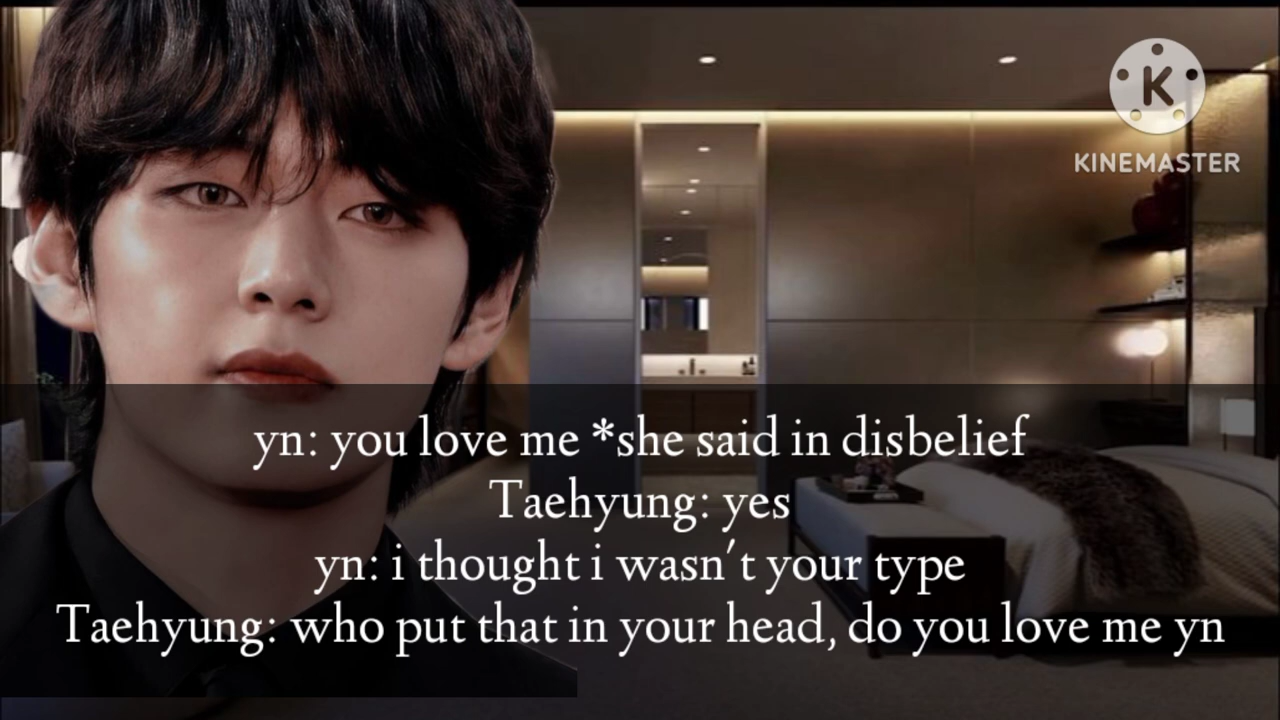 KINEMASTER
yn: you love me *she said in disbelief
Taehyung: yes
yn: i thought i wasn't your type
Taehyung: who put that in your head, do you love me yn